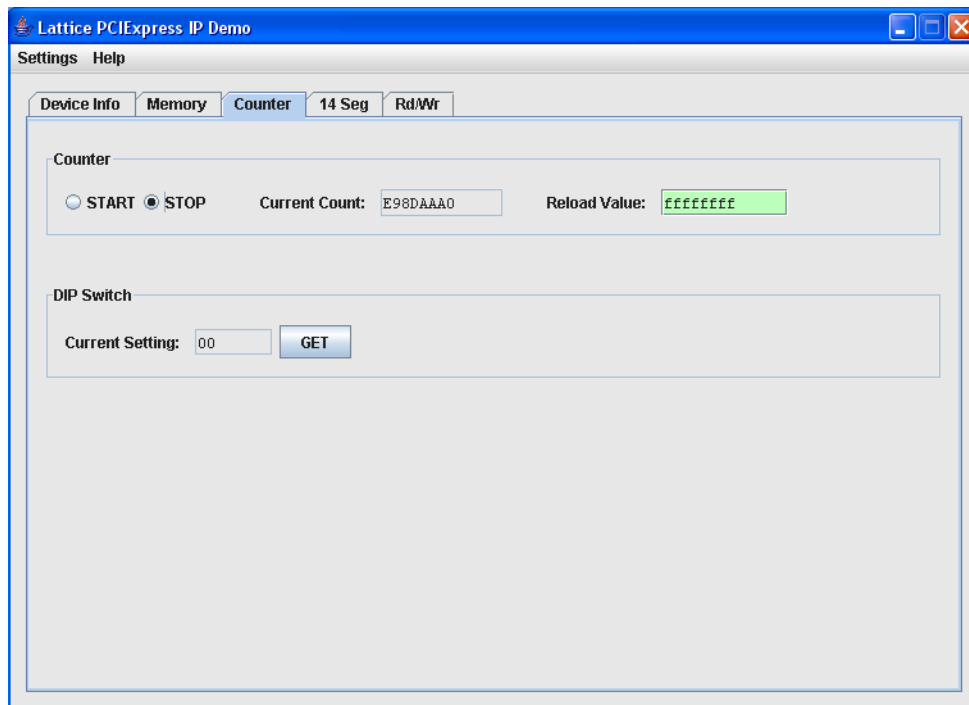 Lattice PCIExpress IP Demo
Settings Help
Device Info Memory Counter 14 Seg Rd/Wr
Counter
START STOP Current Count: E98DAAA0 Reload Value: ffffffff
DIP Switch
Current Setting: 00 GET